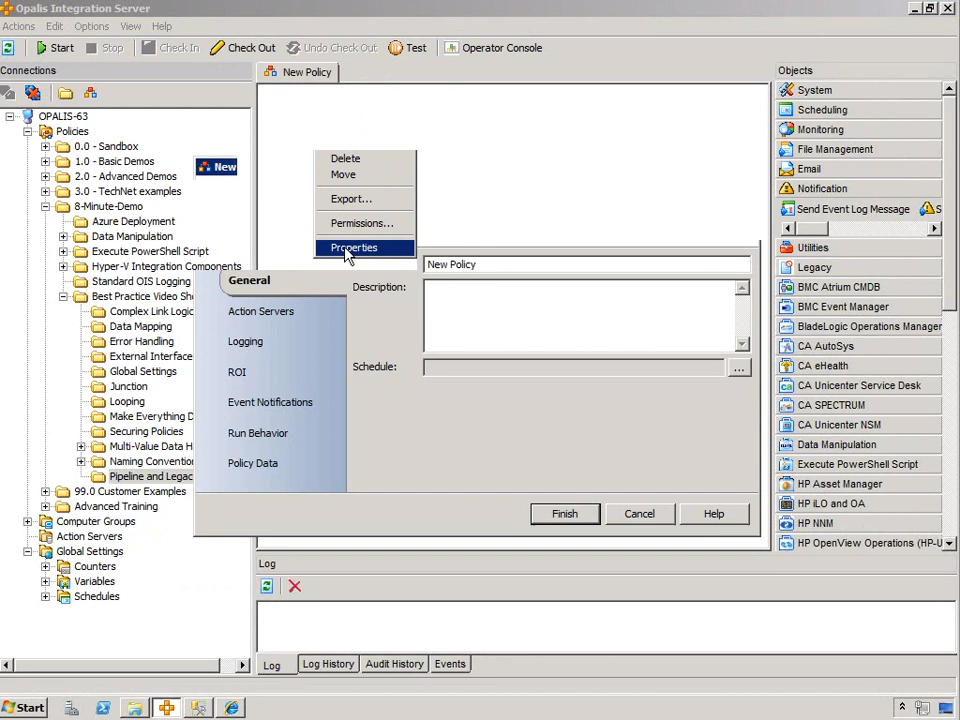 Opalis Integration Server
Actions Edit Options View Help
Start Stop Check In Check Out Undo Check Out Test Operator Console
Connections
OPALIS-63
Policies
0.0 - Sandbox
1.0 - Basic Demos
2.0 - Advanced Demos
3.0 - TechNet examples
8-Minute-Demo
Azure Deployment
Data Manipulation
Execute PowerShell Script
Hyper-V Integration Components
Standard OIS Logging
Best Practice Video Sh
Complex Link Logic
Data Mapping
Error Handling
External Interface
Global Settings
Junction
Looping
Make Everything D
Securing Policies
Multi-Value Data H
Naming Convention
Pipeline and Legac
99.0 Customer Examples
Advanced Training
Computer Groups
Action Servers
Global Settings
Counters
Variables
Schedules
New
New Policy
Delete
Move
Export...
Permissions...
Properties
New Policy
General
Action Servers
Logging
ROI
Event Notifications
Run Behavior
Policy Data
Description:
Schedule:
...
Finish Cancel Help
Log
Log Log History Audit History Events
Objects
System
Scheduling
Monitoring
File Management
Email
Notification
Send Event Log Message S
Utilities
Legacy
BMC Atrium CMDB
BMC Event Manager
BladeLogic Operations Manager
CA AutoSys
CA eHealth
CA Unicenter Service Desk
CA SPECTRUM
CA Unicenter NSM
Data Manipulation
Execute PowerShell Script
HP Asset Manager
HP iLO and OA
HP NNM
HP OpenView Operations (HP-U
Start